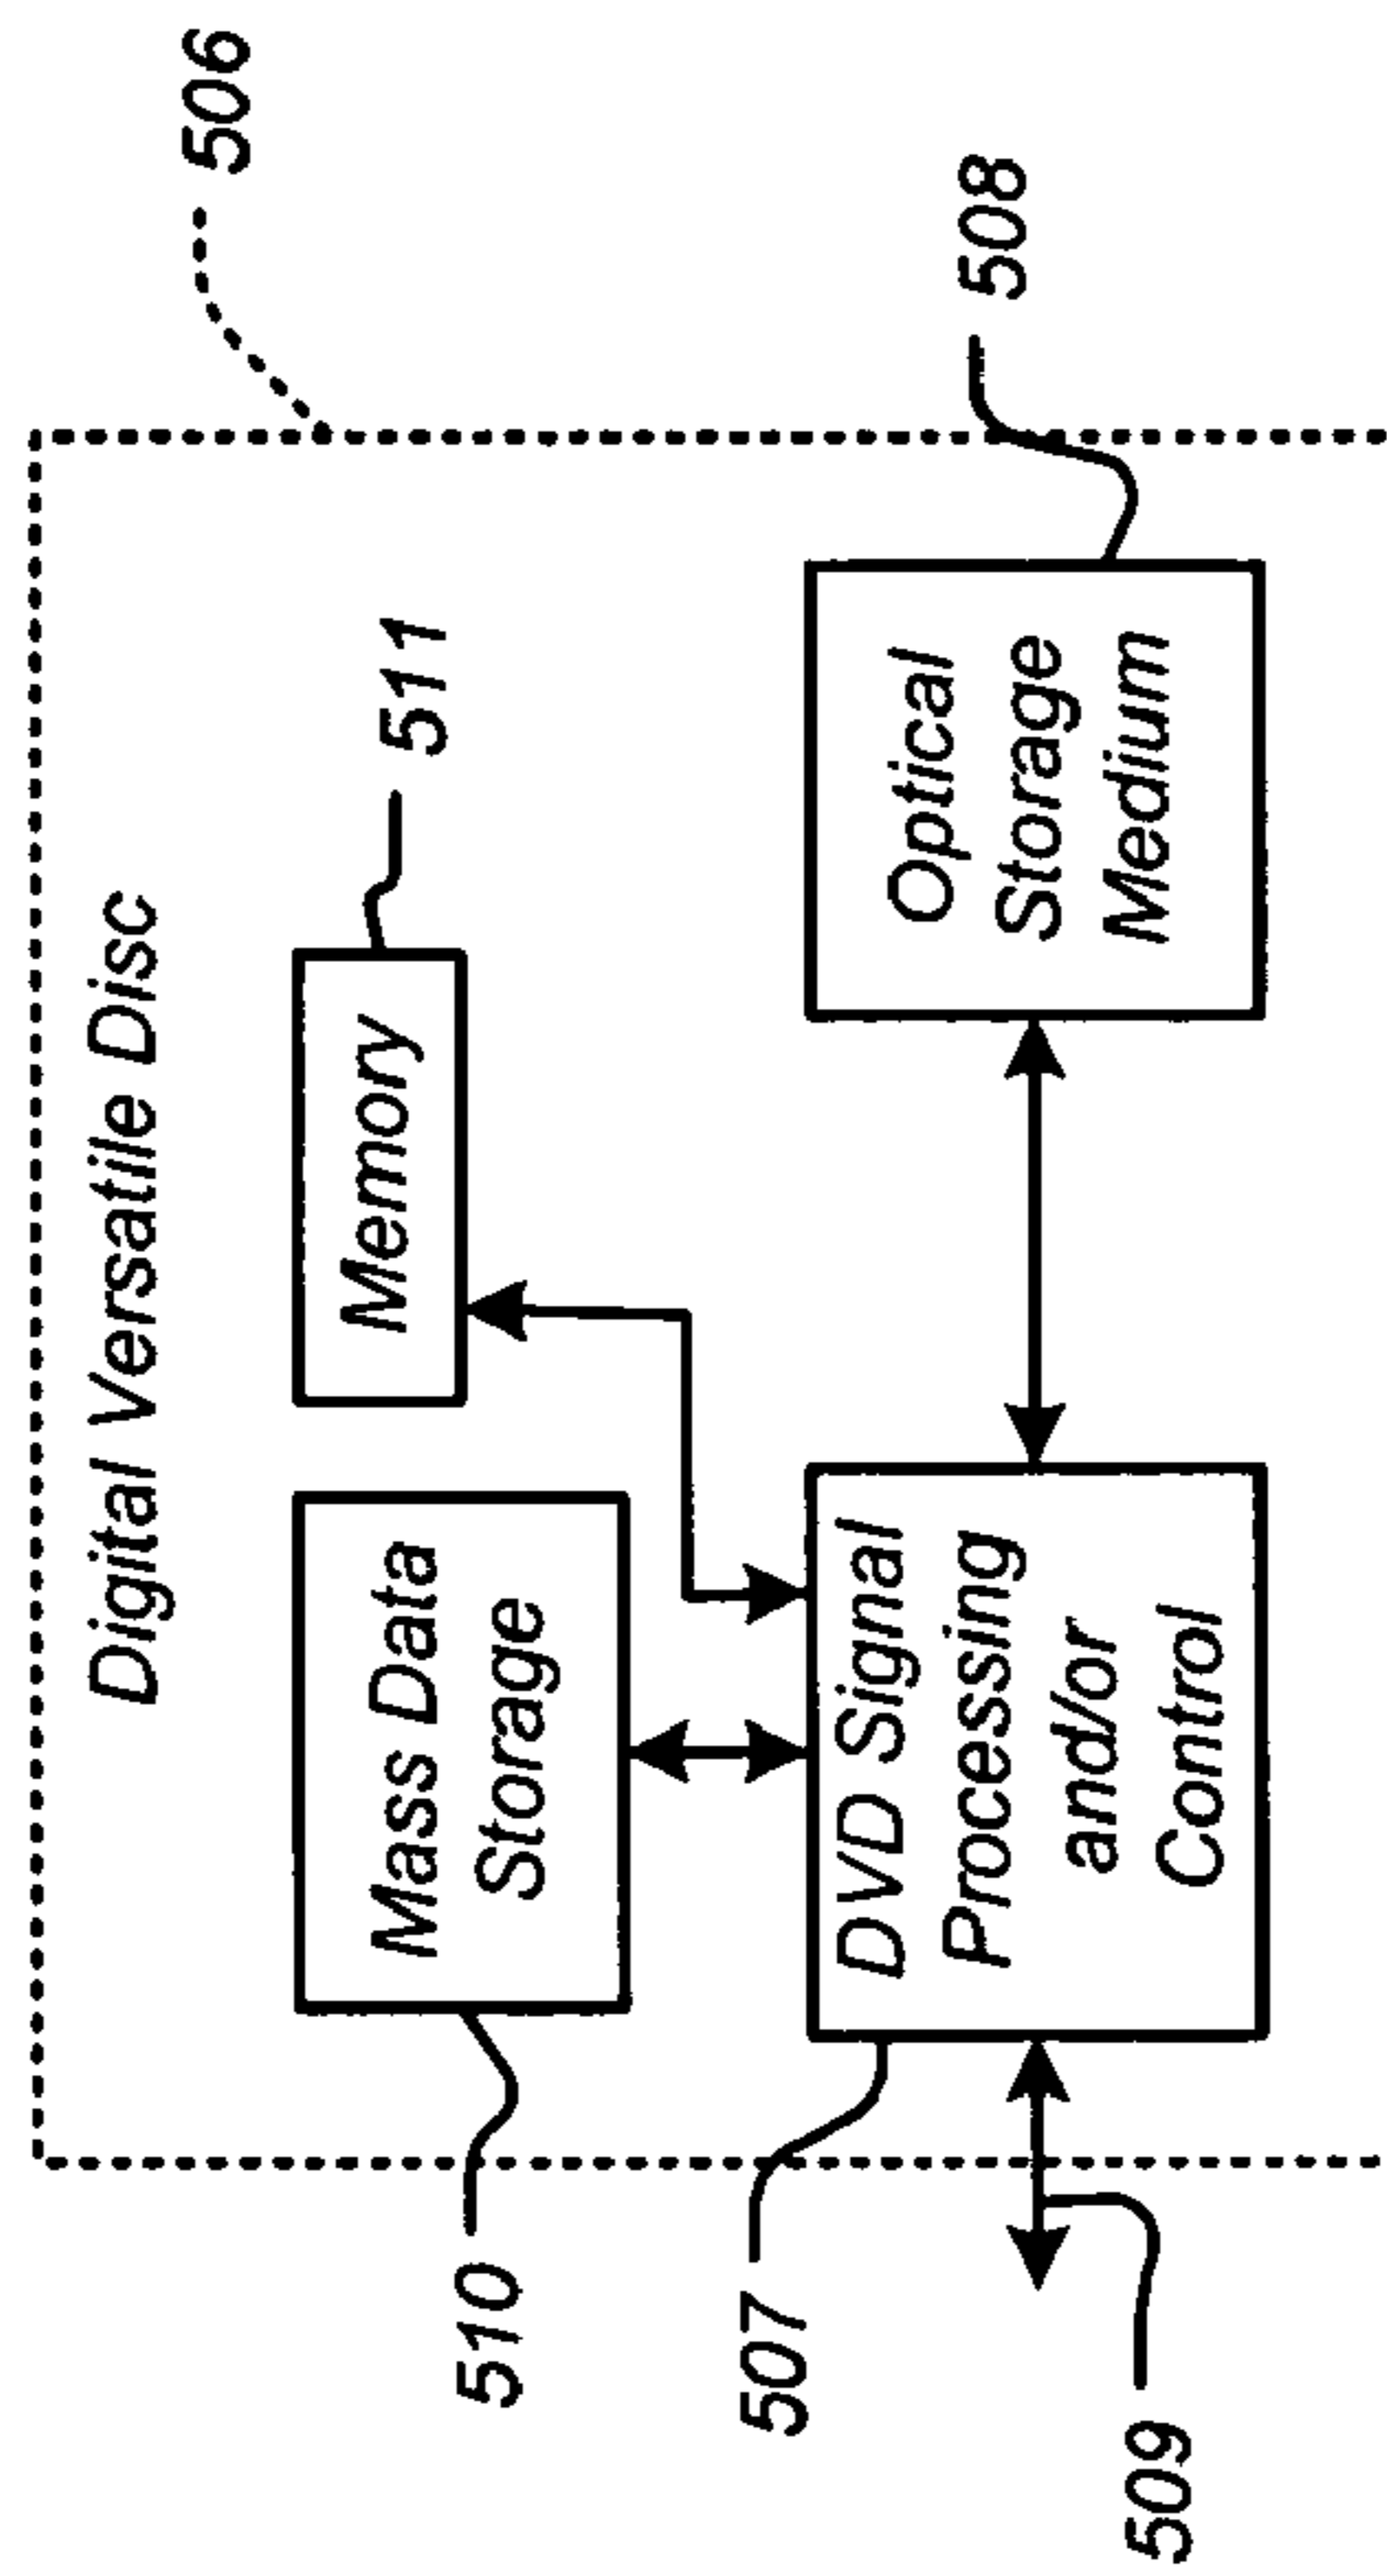 Digital Versatile Disc
506
510
Mass Data
Storage
Memory
511
507
DVD Signal
Processing
and/or
Control
Optical
Storage
Medium
508
509